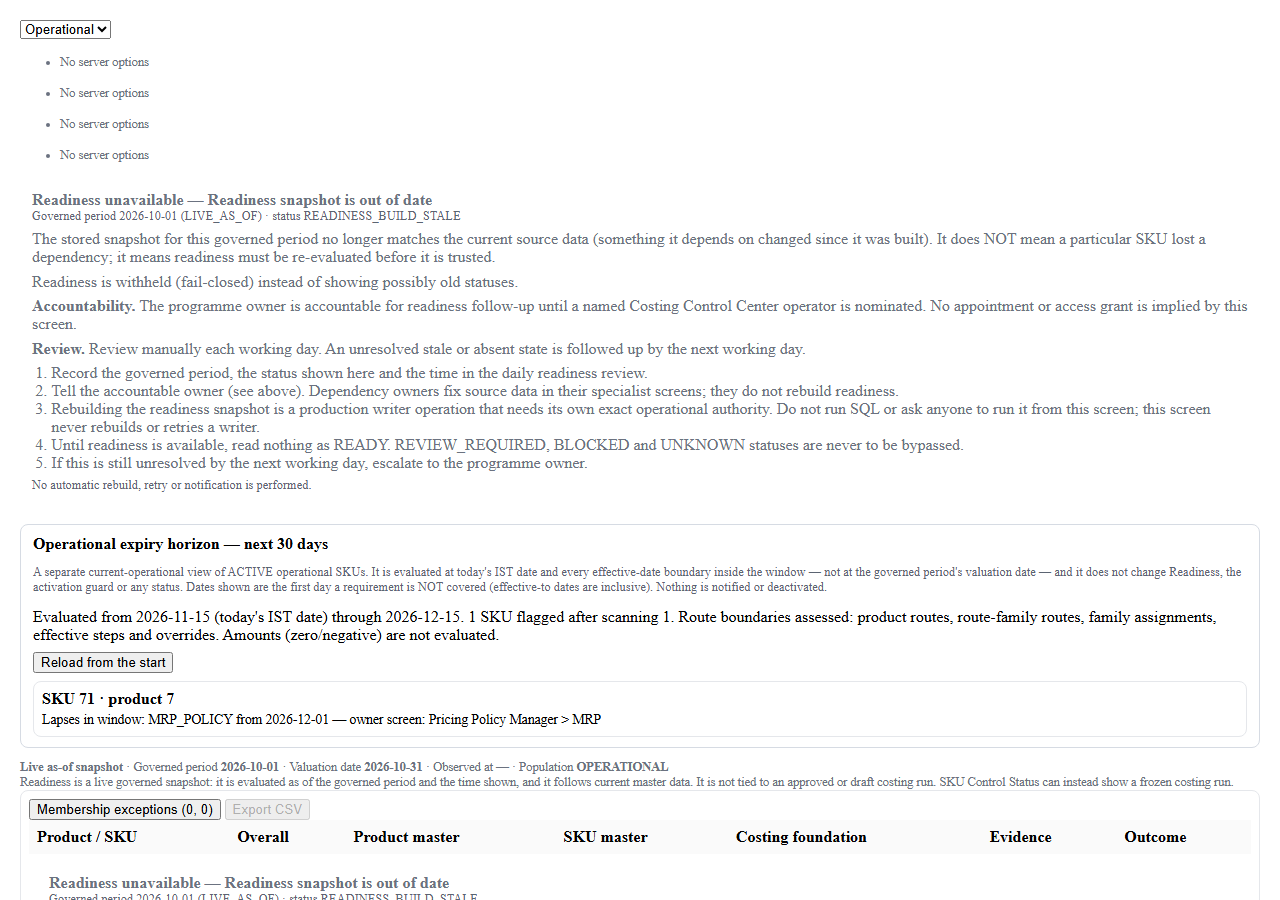 Operational
No server options
No server options
No server options
No server options
Readiness unavailable — Readiness snapshot is out of date
Governed period 2026-10-01 (LIVE_AS_OF) · status READINESS_BUILD_STALE
The stored snapshot for this governed period no longer matches the current source data (something it depends on changed since it was built). It does NOT mean a particular SKU lost a
dependency; it means readiness must be re-evaluated before it is trusted.
Readiness is withheld (fail-closed) instead of showing possibly old statuses.
Accountability. The programme owner is accountable for readiness follow-up until a named Costing Control Center operator is nominated. No appointment or access grant is implied by this
screen.
Review. Review manually each working day. An unresolved stale or absent state is followed up by the next working day.
1. Record the governed period, the status shown here and the time in the daily readiness review.
2. Tell the accountable owner (see above). Dependency owners fix source data in their specialist screens; they do not rebuild readiness.
3. Rebuilding the readiness snapshot is a production writer operation that needs its own exact operational authority. Do not run SQL or ask anyone to run it from this screen; this screen
never rebuilds or retries a writer.
4. Until readiness is available, read nothing as READY. REVIEW_REQUIRED, BLOCKED and UNKNOWN statuses are never to be bypassed.
5. If this is still unresolved by the next working day, escalate to the programme owner.
No automatic rebuild, retry or notification is performed.
Operational expiry horizon — next 30 days
A separate current-operational view of ACTIVE operational SKUs. It is evaluated at today's IST date and every effective-date boundary inside the window — not at the governed period's valuation date — and it does not change Readiness, the
activation guard or any status. Dates shown are the first day a requirement is NOT covered (effective-to dates are inclusive). Nothing is notified or deactivated.
Evaluated from 2026-11-15 (today's IST date) through 2026-12-15. 1 SKU flagged after scanning 1. Route boundaries assessed: product routes, route-family routes, family assignments,
effective steps and overrides. Amounts (zero/negative) are not evaluated.
Reload from the start
SKU 71 · product 7
Lapses in window: MRP_POLICY from 2026-12-01 — owner screen: Pricing Policy Manager > MRP
Live as-of snapshot · Governed period 2026-10-01 · Valuation date 2026-10-31 · Observed at — · Population OPERATIONAL
Readiness is a live governed snapshot: it is evaluated as of the governed period and the time shown, and it follows current master data. It is not tied to an approved or draft costing run. SKU Control Status can instead show a frozen costing run.
Membership exceptions (0, 0) Export CSV
Product / SKU Overall Product master SKU master Costing foundation Evidence Outcome
Readiness unavailable — Readiness snapshot is out of date
Governed period 2026-10-01 (LIVE_AS_OF) · status READINESS_BUILD_STALE